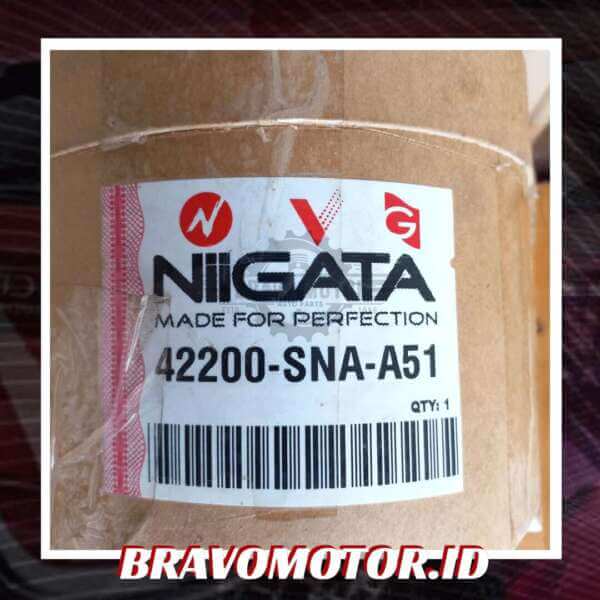 N V G
NiiGATA
MADE FOR PERFECTION
42200-SNA-A51
QTY: 1
BRAVOMOTOR.ID